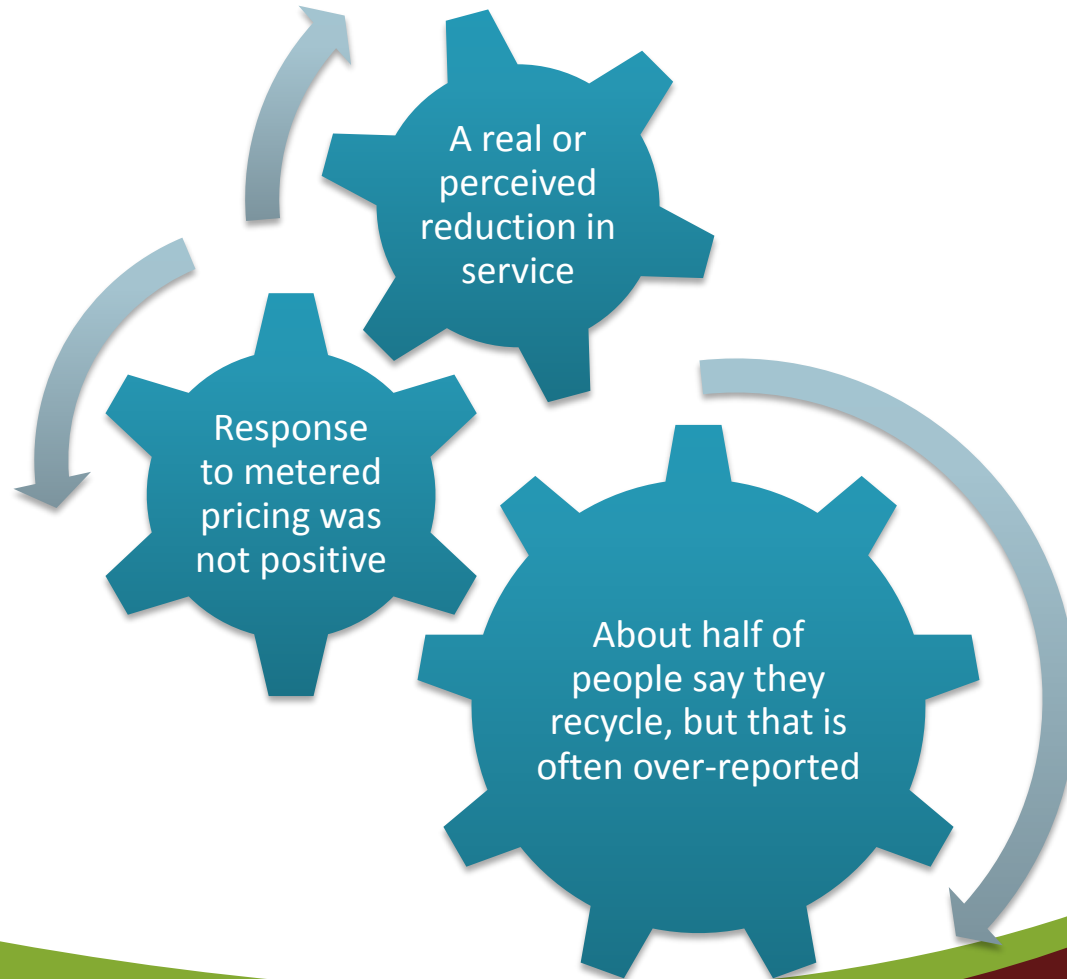 A real or
perceived
reduction in
service
Response
to metered
pricing was
not positive
About half of
people say they
recycle, but that is
often over-reported